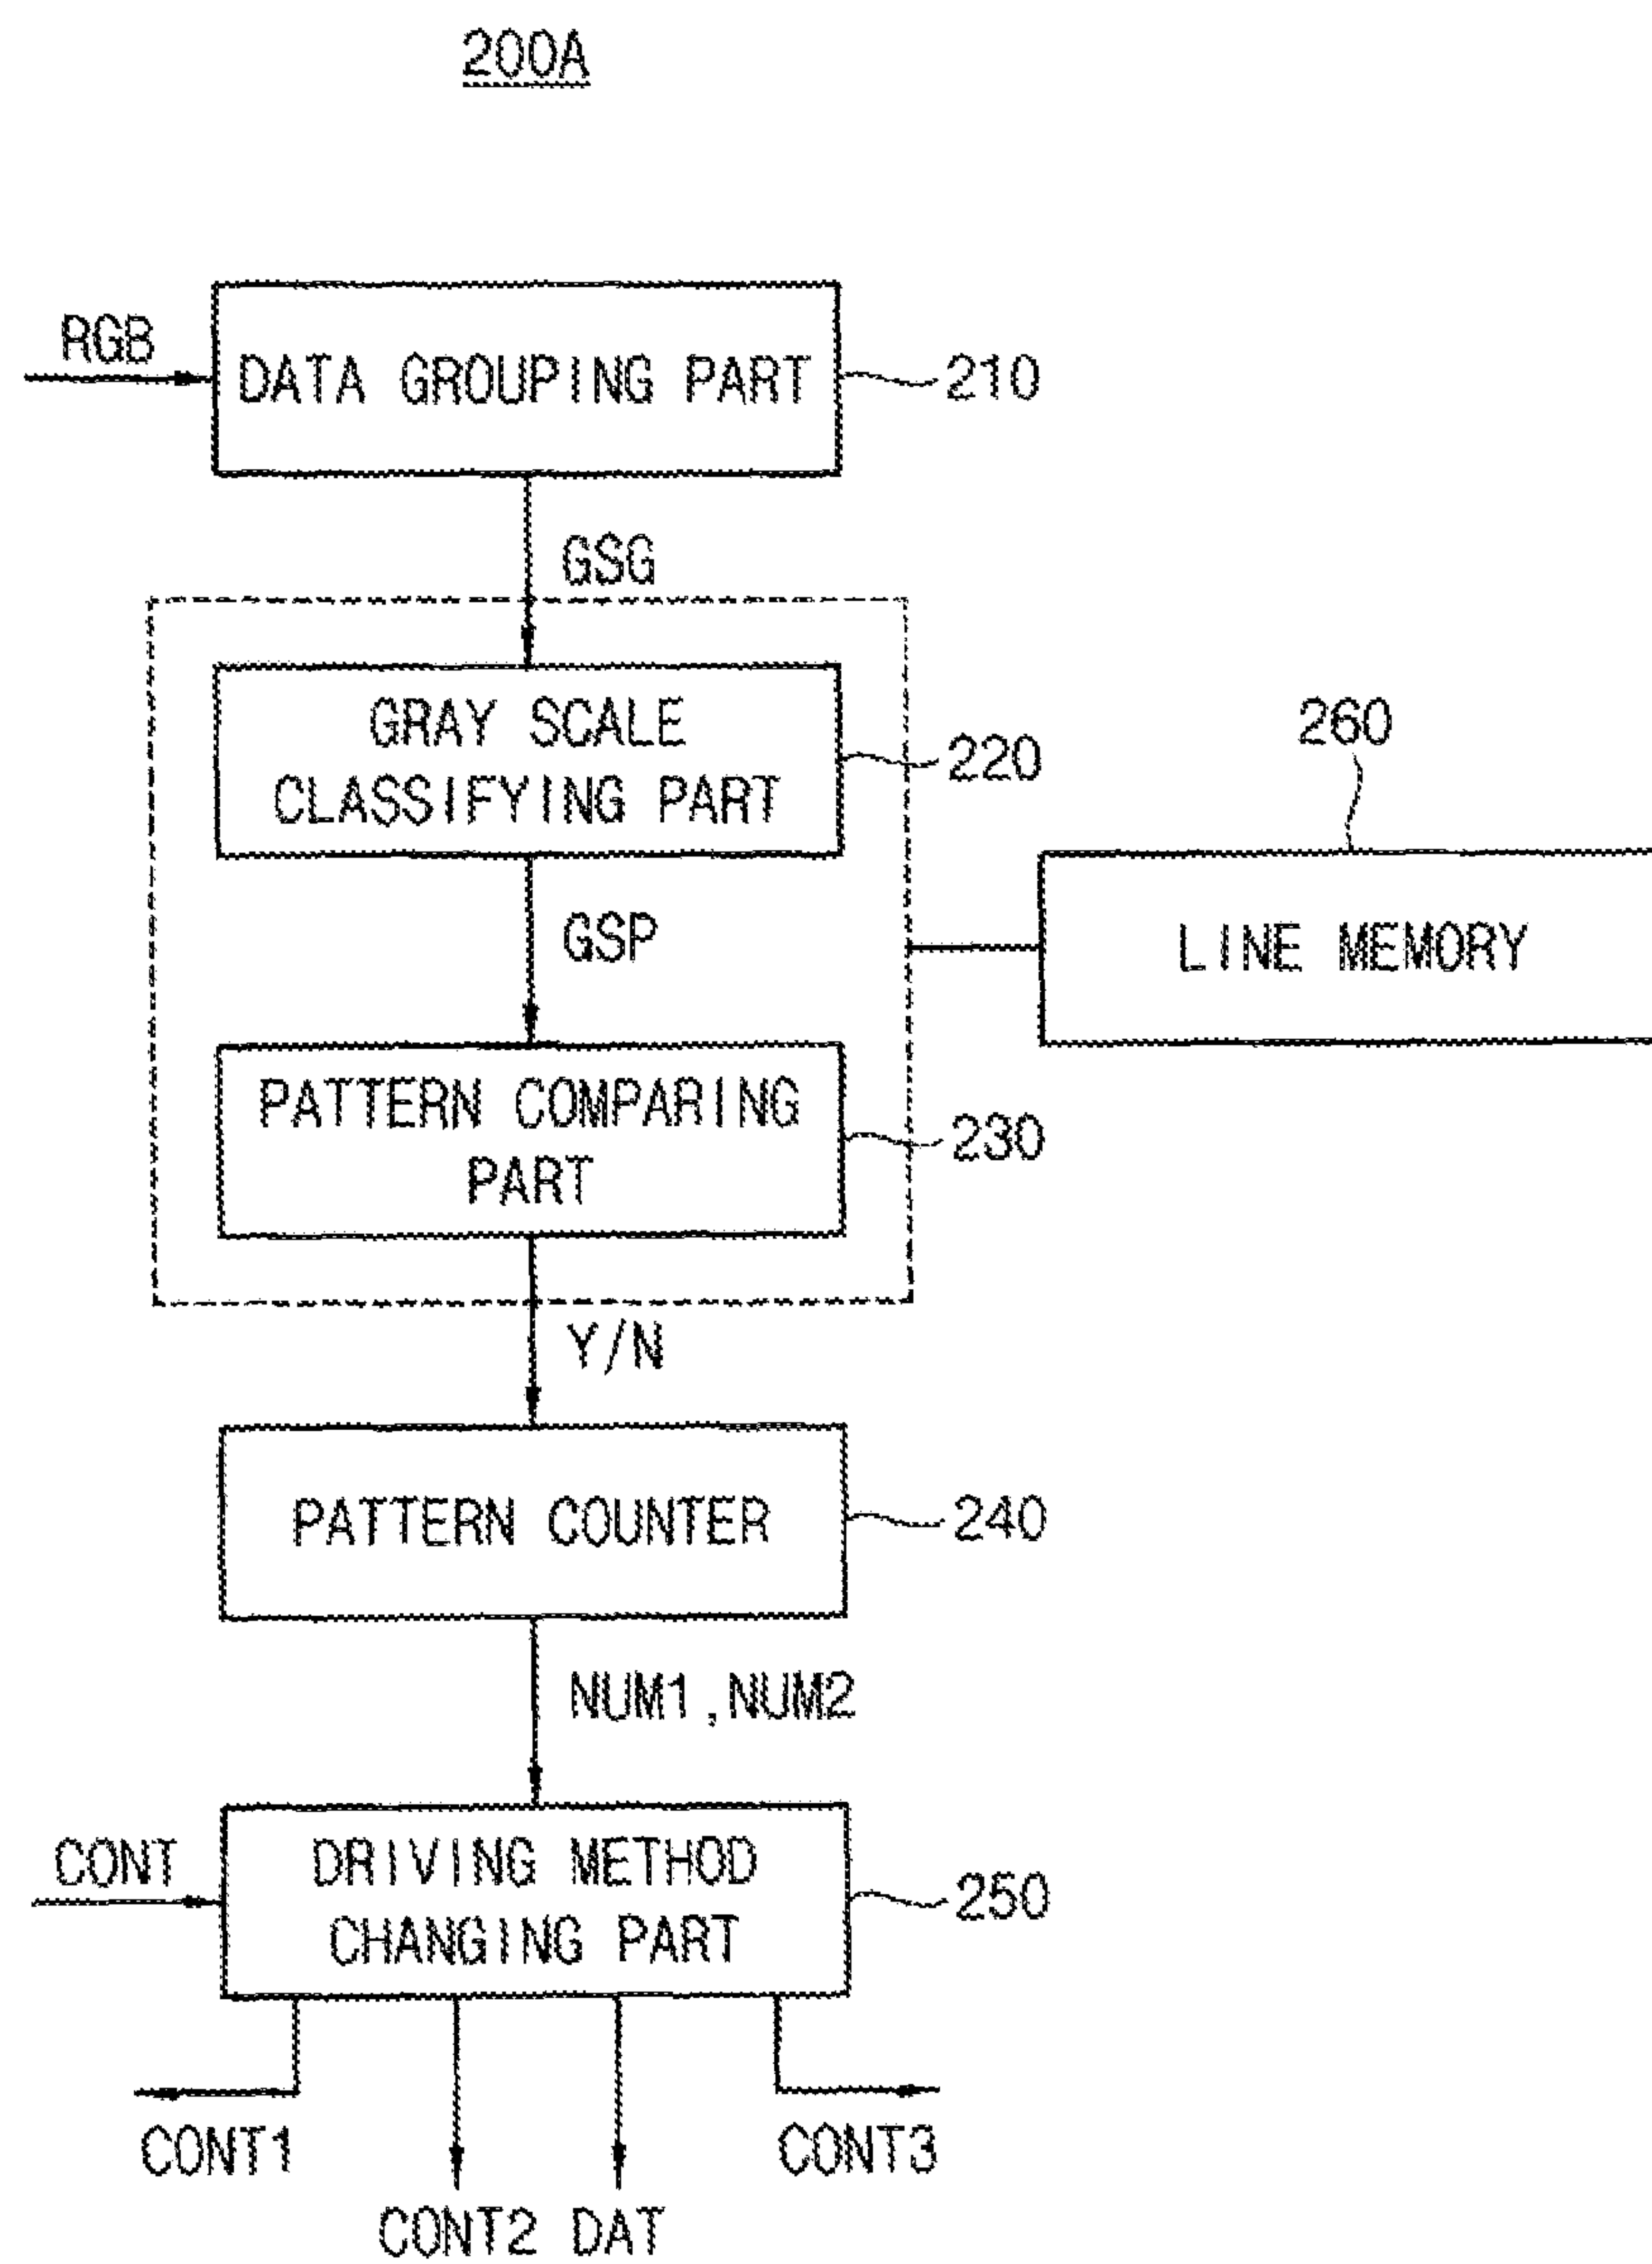 200A
RGB
DATA GROUPING PART
210
GSG
GRAY SCALE
CLASSIFYING PART
220
260
GSP
LINE MEMORY
PATTERN COMPARING
PART
230
Y/N
PATTERN COUNTER
240
NUM1,NUM2
CONT
DRIVING METHOD
CHANGING PART
250
CONT1
CONT3
CONT2 DAT